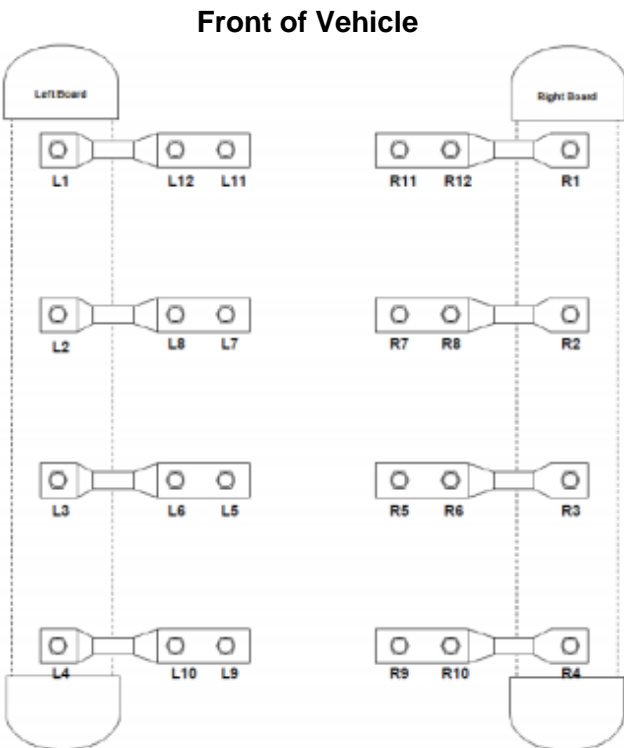 Front of Vehicle
Left Board
Right Board
L1 L12 L11 R11 R12 R1
L2 L8 L7 R7 R8 R2
L3 L6 L5 R5 R6 R3
L4 L10 L9 R9 R10 R4